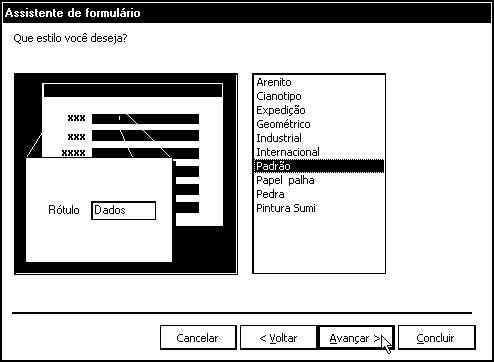 Assistente de formulário
Que estilo você deseja?
xxx
xxx
xxxx
Rótulo Dados
Arenito
Cianotipo
Expedição
Geométrico
Industrial
Internacional
Padrão
Papel palha
Pedra
Pintura Sumi
Cancelar < Voltar Avançar > Concluir